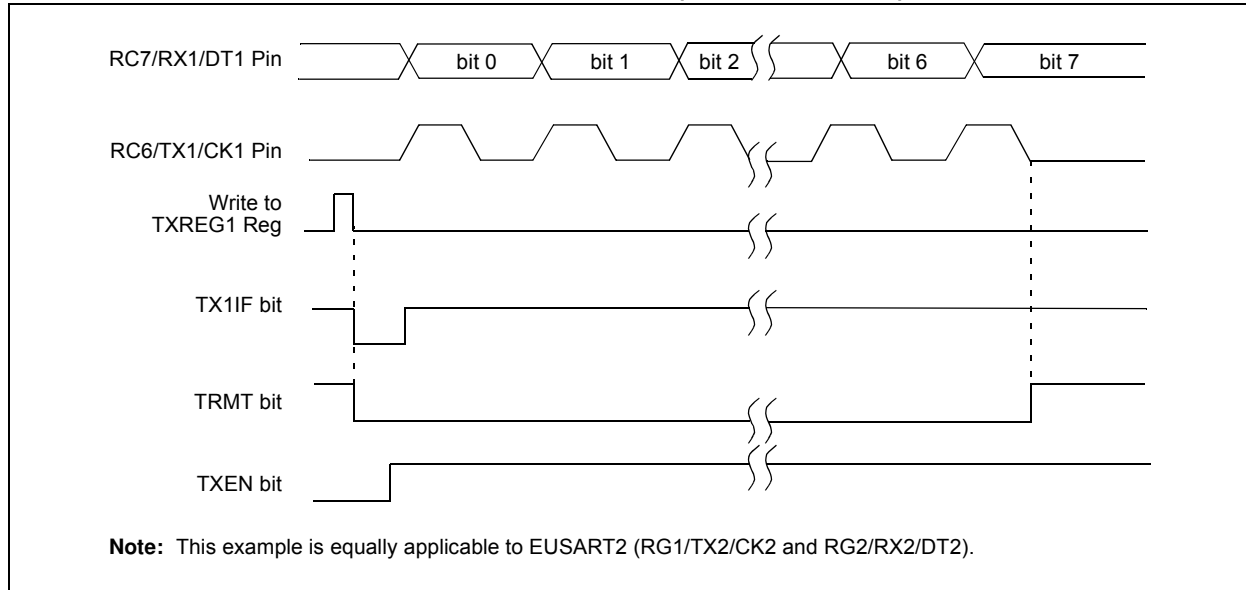 RC7/RX1/DT1 Pin
bit 0 bit 1 bit 2 bit 6 bit 7
RC6/TX1/CK1 Pin
Write to
TXREG1 Reg
TX1IF bit
TRMT bit
TXEN bit
Note: This example is equally applicable to EUSART2 (RG1/TX2/CK2 and RG2/RX2/DT2).